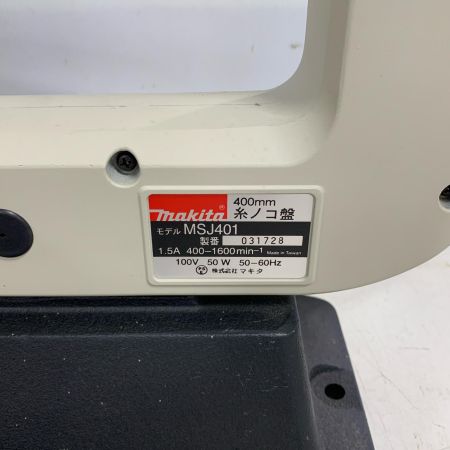 makita 400mm 糸ノコ盤
モデル MSJ401
製番 031728
1.5A 400-1600min⁻¹ Made in Taiwan
100V 50W 50-60Hz
株式会社 マキタ